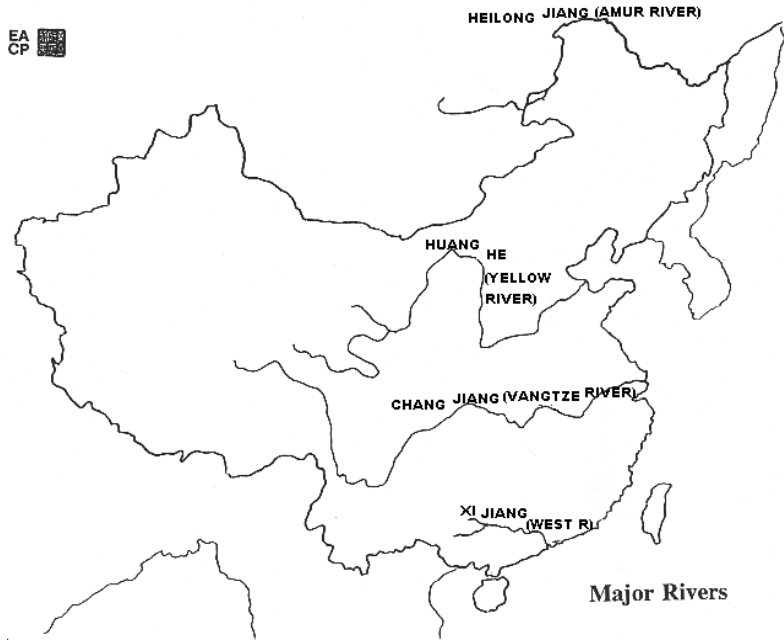 HEILONG JIANG (AMUR RIVER)
EA
CP
HUANG HE
(YELLOW
RIVER)
CHANG JIANG (VANGTZE RIVER)
XI JIANG (WEST R)
Major Rivers